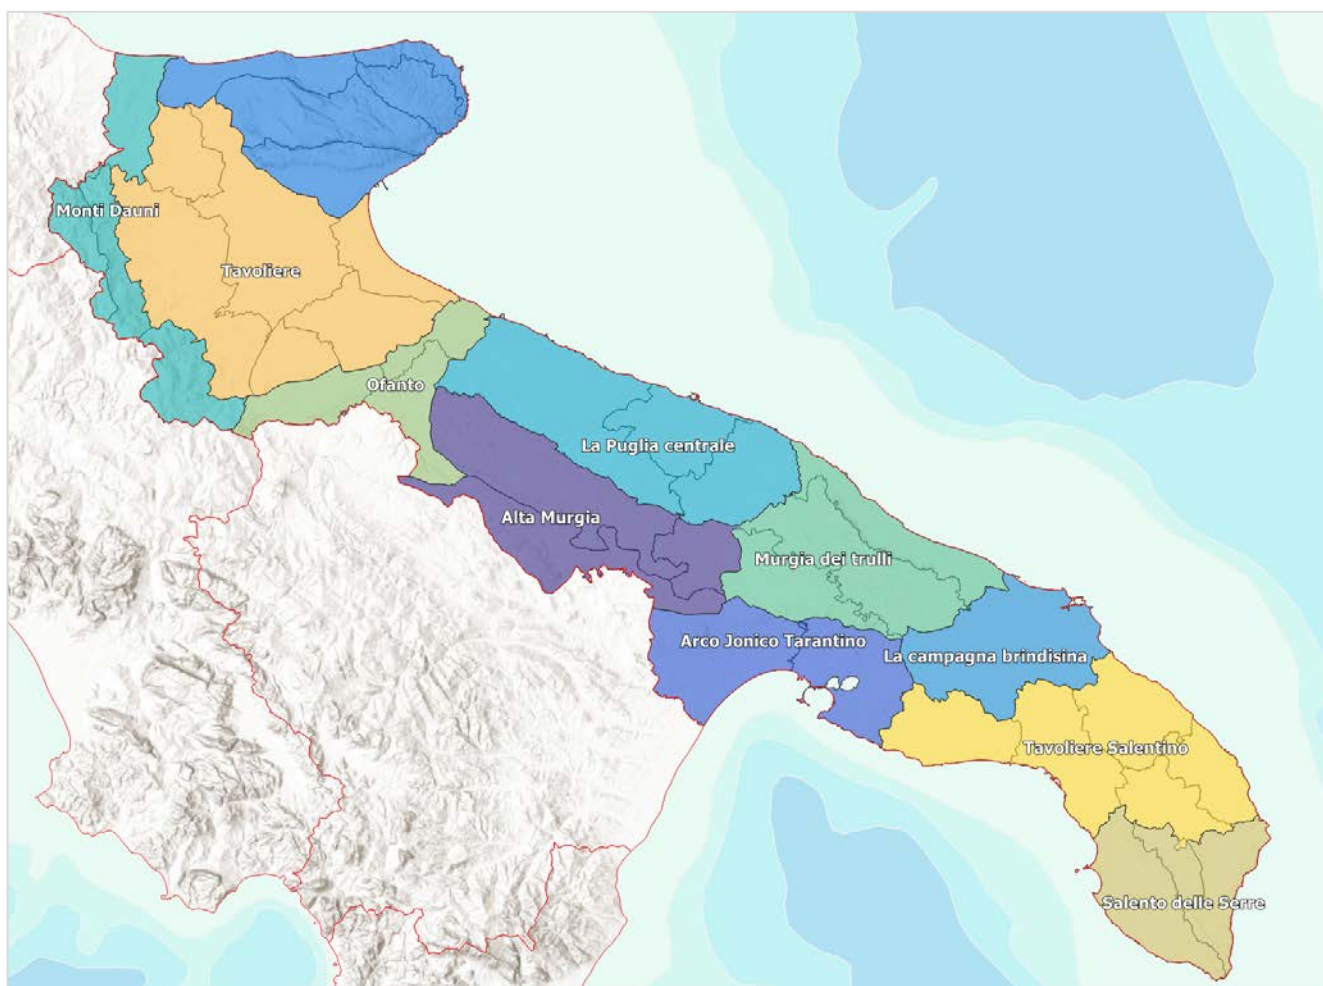 Monti Dauni
Tavoliere
Ofanto
La Puglia centrale
Alta Murgia
Murgia dei trulli
Arco Jonico Tarantino
La campagna brindisina
Tavoliere Salentino
Salento delle Serre